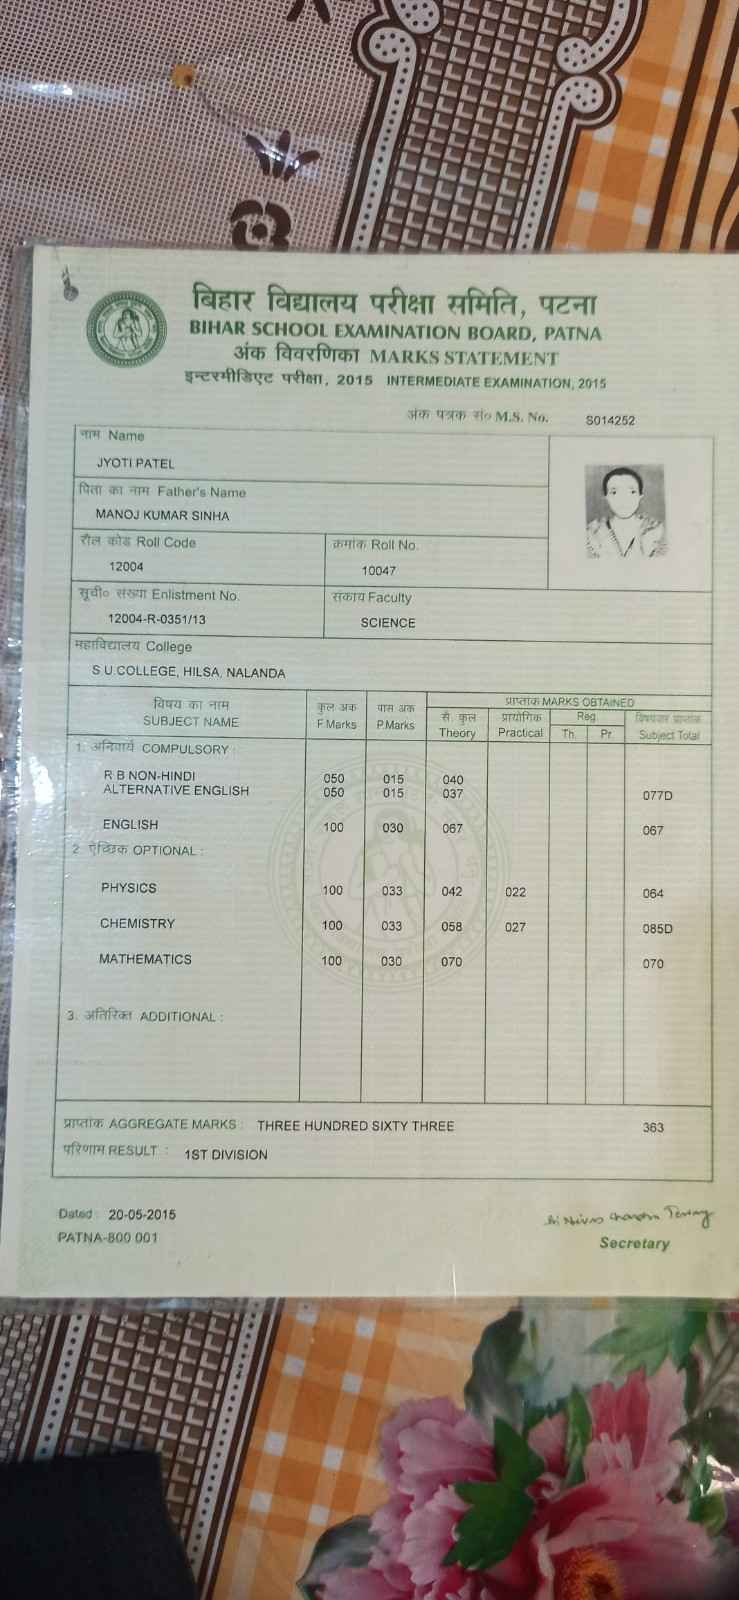 बिहार विद्यालय परीक्षा समिति, पटना
BIHAR SCHOOL EXAMINATION BOARD, PATNA
अंक विवरणिका MARKS STATEMENT
इन्टरमीडिएट परीक्षा, 2015 INTERMEDIATE EXAMINATION, 2015
अंक पत्रक सं० M.S. No. S014252
नाम Name
JYOTI PATEL
पिता का नाम Father's Name
MANOJ KUMAR SINHA
रौल कोड Roll Code क्रमांक Roll No.
12004 10047
सूची० संख्या Enlistment No. संकाय Faculty
12004-R-0351/13 SCIENCE
महाविद्यालय College
S.U.COLLEGE, HILSA, NALANDA
विषय का नाम कुल अंक पास अंक प्राप्तांक MARKS OBTAINED
SUBJECT NAME F.Marks P.Marks सै. कुल प्रायोगिक Reg. विषयवार प्राप्तांक
Theory Practical Th. Pr. Subject Total
1. अनिवार्य COMPULSORY :
R B NON-HINDI 050 015 040
ALTERNATIVE ENGLISH 050 015 037 077D
ENGLISH 100 030 067 067
2. ऐच्छिक OPTIONAL :
PHYSICS 100 033 042 022 064
CHEMISTRY 100 033 058 027 085D
MATHEMATICS 100 030 070 070
3. अतिरिक्त ADDITIONAL :
प्राप्तांक AGGREGATE MARKS : THREE HUNDRED SIXTY THREE 363
परिणाम RESULT : 1ST DIVISION
Dated : 20-05-2015
PATNA-800 001
Secretary